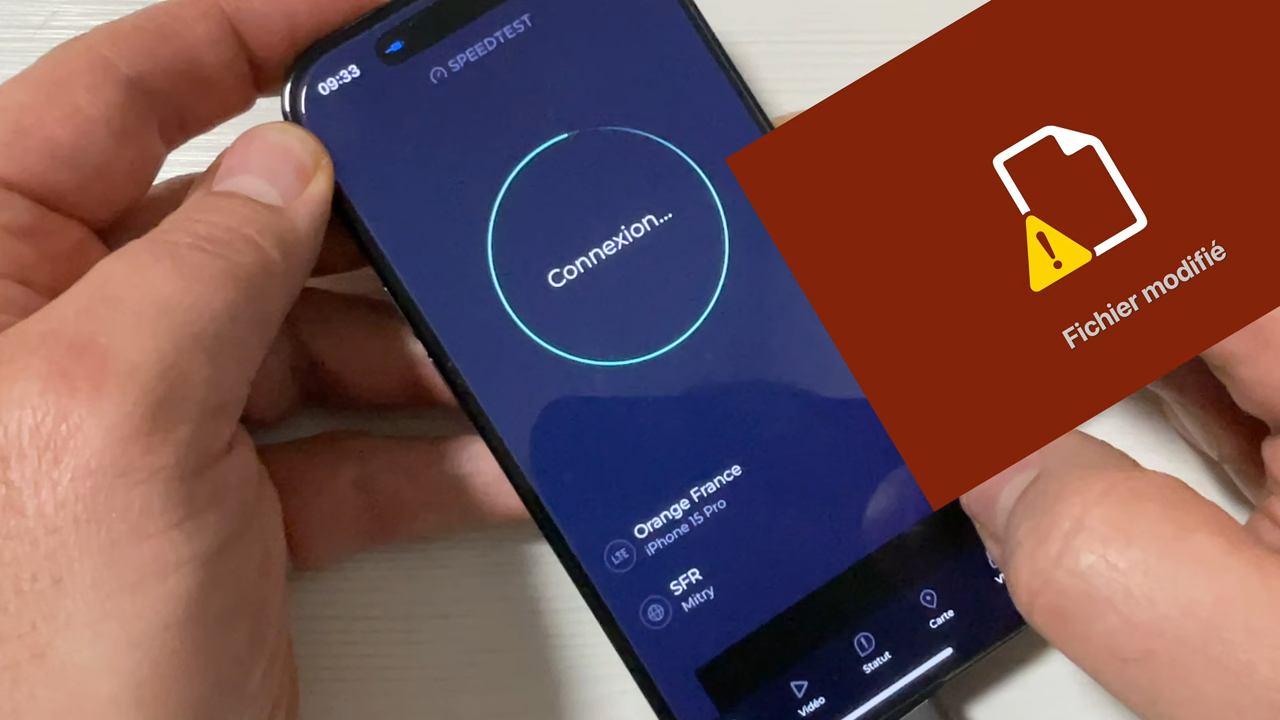 09:33
SPEEDTEST
Connexion...
Fichier modifié
Orange France
iPhone 15 Pro
LTE
SFR
Mitry
Vidéo
Statut
Carte